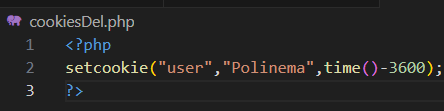 cookiesDel.php
1 <?php
2 setcookie("user","Polinema",time()-3600);
3 ?>